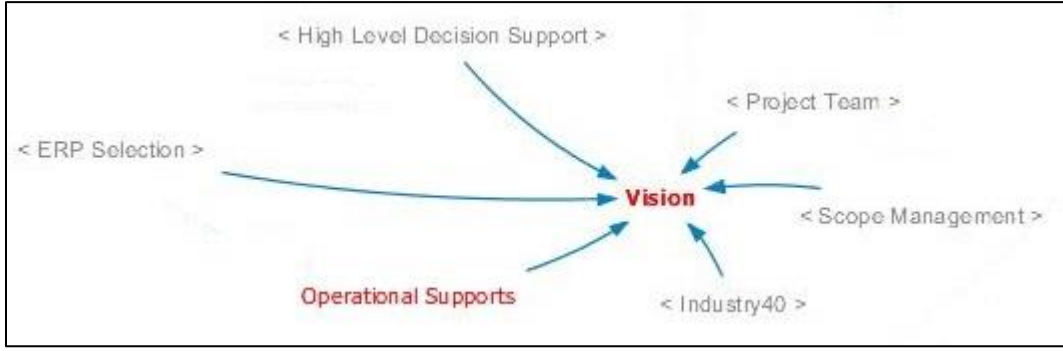 < High Level Decision Support >
< Project Team >
< ERP Selection >
Vision
< Scope Management >
Operational Supports
< Industry40 >